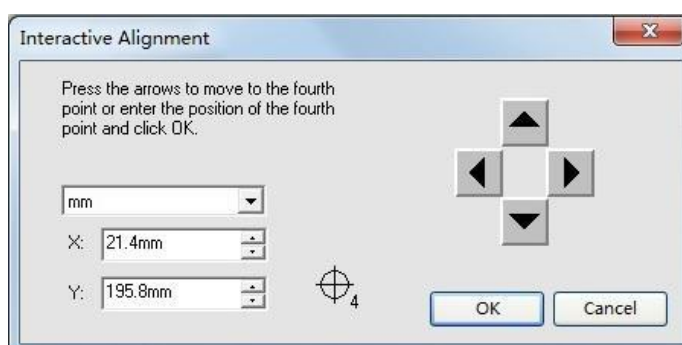 Interactive Alignment
Press the arrows to move to the fourth
point or enter the position of the fourth
point and click OK.
mm
X: 21.4mm
Y: 195.8mm
4
OK
Cancel